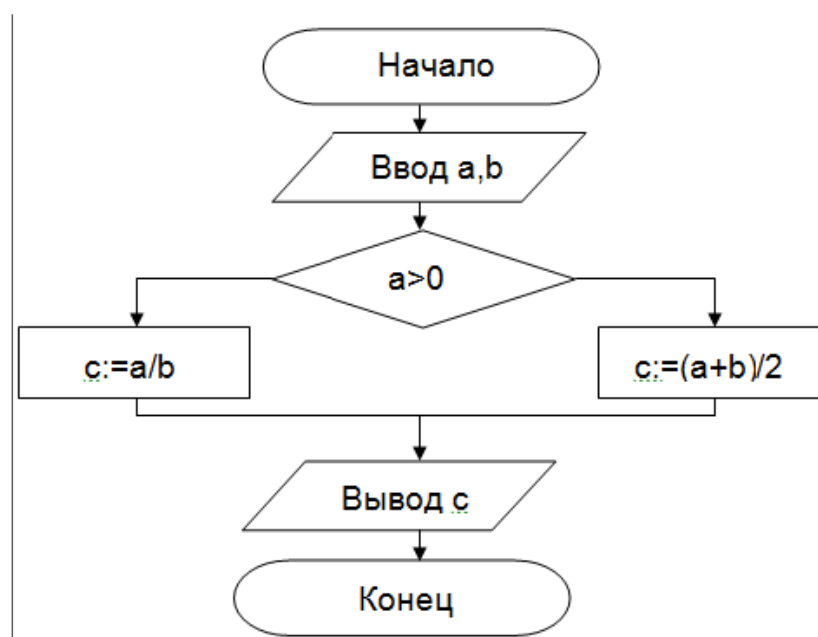 Начало
Ввод a,b
a>0
c:=a/b
c:=(a+b)/2
Вывод c
Конец